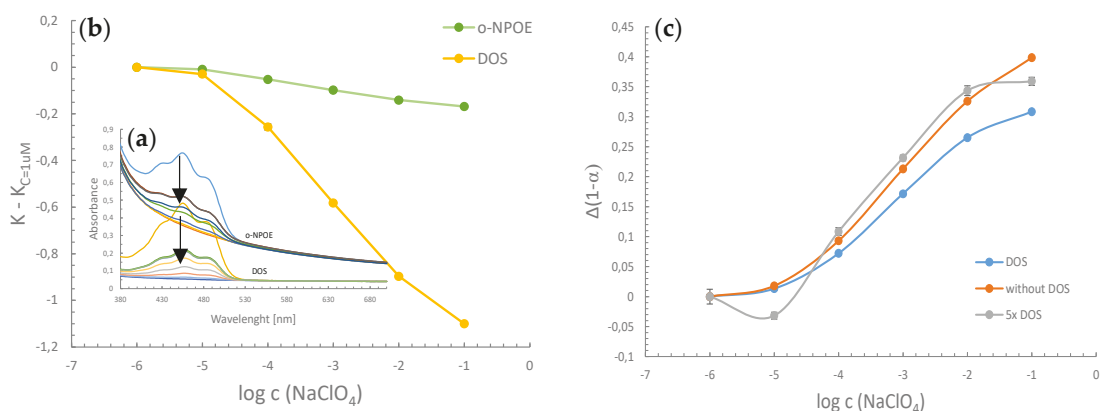 (b)
o-NPOE
DOS
0,2
0
-0,2
-0,4
-0,6
-0,8
-1
-1,2
K - K_C=1uM
-7 -6 -5 -4 -3 -2 -1 0
log c (NaClO₄)
(a)
0,9
0,8
0,7
0,6
0,5
0,4
0,3
0,2
0,1
0
Absorbance
o-NPOE
DOS
380 430 480 530 580 630 680
Wavelenght [nm]
(c)
0,45
0,4
0,35
0,3
0,25
0,2
0,15
0,1
0,05
0
-0,05
0,1
Δ(1-α)
DOS
without DOS
5x DOS
-7 -6 -5 -4 -3 -2 -1 0
log c (NaClO₄)